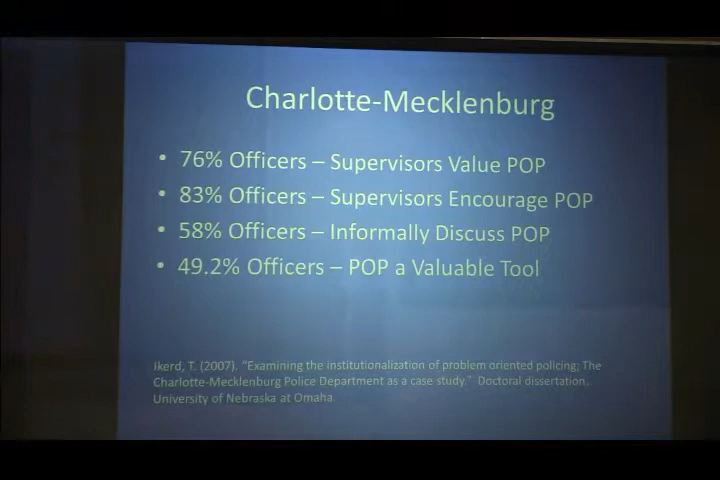 Charlotte-Mecklenburg
• 76% Officers – Supervisors Value POP
• 83% Officers – Supervisors Encourage POP
• 58% Officers – Informally Discuss POP
• 49.2% Officers – POP a Valuable Tool
Ikerd, T. (2007). "Examining the institutionalization of problem oriented policing; The
Charlotte-Mecklenburg Police Department as a case study." Doctoral dissertation.
University of Nebraska at Omaha.